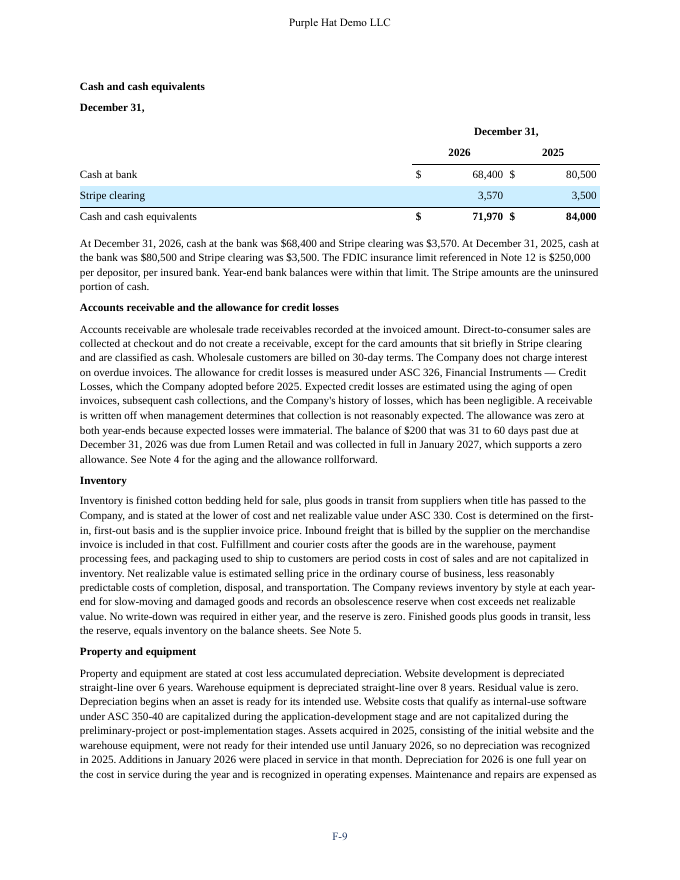 Purple Hat Demo LLC
Cash and cash equivalents
December 31,
December 31,
2026 2025
Cash at bank $ 68,400 $ 80,500
Stripe clearing 3,570 3,500
Cash and cash equivalents $ 71,970 $ 84,000
At December 31, 2026, cash at the bank was $68,400 and Stripe clearing was $3,570. At December 31, 2025, cash at
the bank was $80,500 and Stripe clearing was $3,500. The FDIC insurance limit referenced in Note 12 is $250,000
per depositor, per insured bank. Year-end bank balances were within that limit. The Stripe amounts are the uninsured
portion of cash.
Accounts receivable and the allowance for credit losses
Accounts receivable are wholesale trade receivables recorded at the invoiced amount. Direct-to-consumer sales are
collected at checkout and do not create a receivable, except for the card amounts that sit briefly in Stripe clearing
and are classified as cash. Wholesale customers are billed on 30-day terms. The Company does not charge interest
on overdue invoices. The allowance for credit losses is measured under ASC 326, Financial Instruments — Credit
Losses, which the Company adopted before 2025. Expected credit losses are estimated using the aging of open
invoices, subsequent cash collections, and the Company's history of losses, which has been negligible. A receivable
is written off when management determines that collection is not reasonably expected. The allowance was zero at
both year-ends because expected losses were immaterial. The balance of $200 that was 31 to 60 days past due at
December 31, 2026 was due from Lumen Retail and was collected in full in January 2027, which supports a zero
allowance. See Note 4 for the aging and the allowance rollforward.
Inventory
Inventory is finished cotton bedding held for sale, plus goods in transit from suppliers when title has passed to the
Company, and is stated at the lower of cost and net realizable value under ASC 330. Cost is determined on the first-
in, first-out basis and is the supplier invoice price. Inbound freight that is billed by the supplier on the merchandise
invoice is included in that cost. Fulfillment and courier costs after the goods are in the warehouse, payment
processing fees, and packaging used to ship to customers are period costs in cost of sales and are not capitalized in
inventory. Net realizable value is estimated selling price in the ordinary course of business, less reasonably
predictable costs of completion, disposal, and transportation. The Company reviews inventory by style at each year-
end for slow-moving and damaged goods and records an obsolescence reserve when cost exceeds net realizable
value. No write-down was required in either year, and the reserve is zero. Finished goods plus goods in transit, less
the reserve, equals inventory on the balance sheets. See Note 5.
Property and equipment
Property and equipment are stated at cost less accumulated depreciation. Website development is depreciated
straight-line over 6 years. Warehouse equipment is depreciated straight-line over 8 years. Residual value is zero.
Depreciation begins when an asset is ready for its intended use. Website costs that qualify as internal-use software
under ASC 350-40 are capitalized during the application-development stage and are not capitalized during the
preliminary-project or post-implementation stages. Assets acquired in 2025, consisting of the initial website and the
warehouse equipment, were not ready for their intended use until January 2026, so no depreciation was recognized
in 2025. Additions in January 2026 were placed in service in that month. Depreciation for 2026 is one full year on
the cost in service during the year and is recognized in operating expenses. Maintenance and repairs are expensed as
F-9